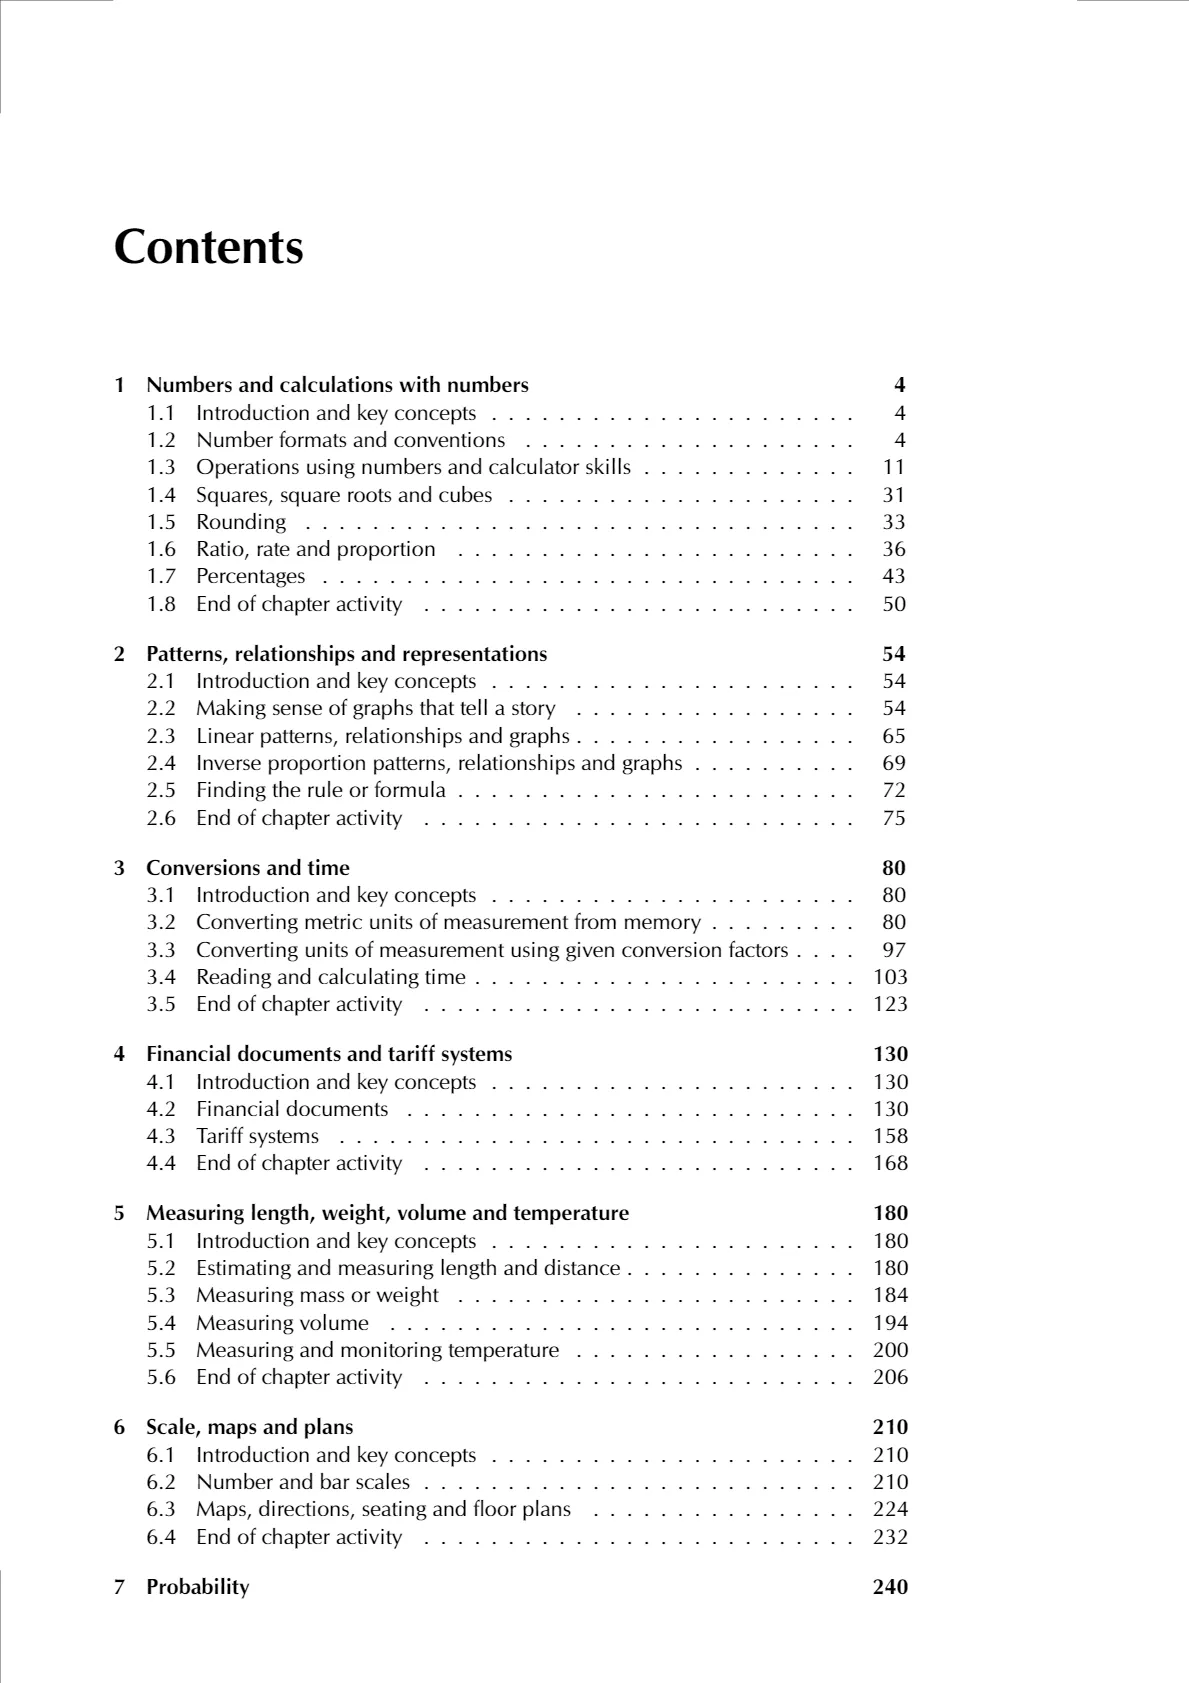 Contents
1 Numbers and calculations with numbers 4
1.1 Introduction and key concepts . . . . . . . . . . . . . . . . . . . . . . 4
1.2 Number formats and conventions . . . . . . . . . . . . . . . . . . . . 4
1.3 Operations using numbers and calculator skills . . . . . . . . . . . . . 11
1.4 Squares, square roots and cubes . . . . . . . . . . . . . . . . . . . . . 31
1.5 Rounding . . . . . . . . . . . . . . . . . . . . . . . . . . . . . . . . . 33
1.6 Ratio, rate and proportion . . . . . . . . . . . . . . . . . . . . . . . . 36
1.7 Percentages . . . . . . . . . . . . . . . . . . . . . . . . . . . . . . . . 43
1.8 End of chapter activity . . . . . . . . . . . . . . . . . . . . . . . . . . 50
2 Patterns, relationships and representations 54
2.1 Introduction and key concepts . . . . . . . . . . . . . . . . . . . . . . 54
2.2 Making sense of graphs that tell a story . . . . . . . . . . . . . . . . . 54
2.3 Linear patterns, relationships and graphs . . . . . . . . . . . . . . . . . 65
2.4 Inverse proportion patterns, relationships and graphs . . . . . . . . . . 69
2.5 Finding the rule or formula . . . . . . . . . . . . . . . . . . . . . . . . 72
2.6 End of chapter activity . . . . . . . . . . . . . . . . . . . . . . . . . . 75
3 Conversions and time 80
3.1 Introduction and key concepts . . . . . . . . . . . . . . . . . . . . . . 80
3.2 Converting metric units of measurement from memory . . . . . . . . . 80
3.3 Converting units of measurement using given conversion factors . . . . 97
3.4 Reading and calculating time . . . . . . . . . . . . . . . . . . . . . . . 103
3.5 End of chapter activity . . . . . . . . . . . . . . . . . . . . . . . . . . 123
4 Financial documents and tariff systems 130
4.1 Introduction and key concepts . . . . . . . . . . . . . . . . . . . . . . 130
4.2 Financial documents . . . . . . . . . . . . . . . . . . . . . . . . . . . 130
4.3 Tariff systems . . . . . . . . . . . . . . . . . . . . . . . . . . . . . . . 158
4.4 End of chapter activity . . . . . . . . . . . . . . . . . . . . . . . . . . 168
5 Measuring length, weight, volume and temperature 180
5.1 Introduction and key concepts . . . . . . . . . . . . . . . . . . . . . . 180
5.2 Estimating and measuring length and distance . . . . . . . . . . . . . . 180
5.3 Measuring mass or weight . . . . . . . . . . . . . . . . . . . . . . . . 184
5.4 Measuring volume . . . . . . . . . . . . . . . . . . . . . . . . . . . . 194
5.5 Measuring and monitoring temperature . . . . . . . . . . . . . . . . . 200
5.6 End of chapter activity . . . . . . . . . . . . . . . . . . . . . . . . . . 206
6 Scale, maps and plans 210
6.1 Introduction and key concepts . . . . . . . . . . . . . . . . . . . . . . 210
6.2 Number and bar scales . . . . . . . . . . . . . . . . . . . . . . . . . . 210
6.3 Maps, directions, seating and floor plans . . . . . . . . . . . . . . . . 224
6.4 End of chapter activity . . . . . . . . . . . . . . . . . . . . . . . . . . 232
7 Probability 240